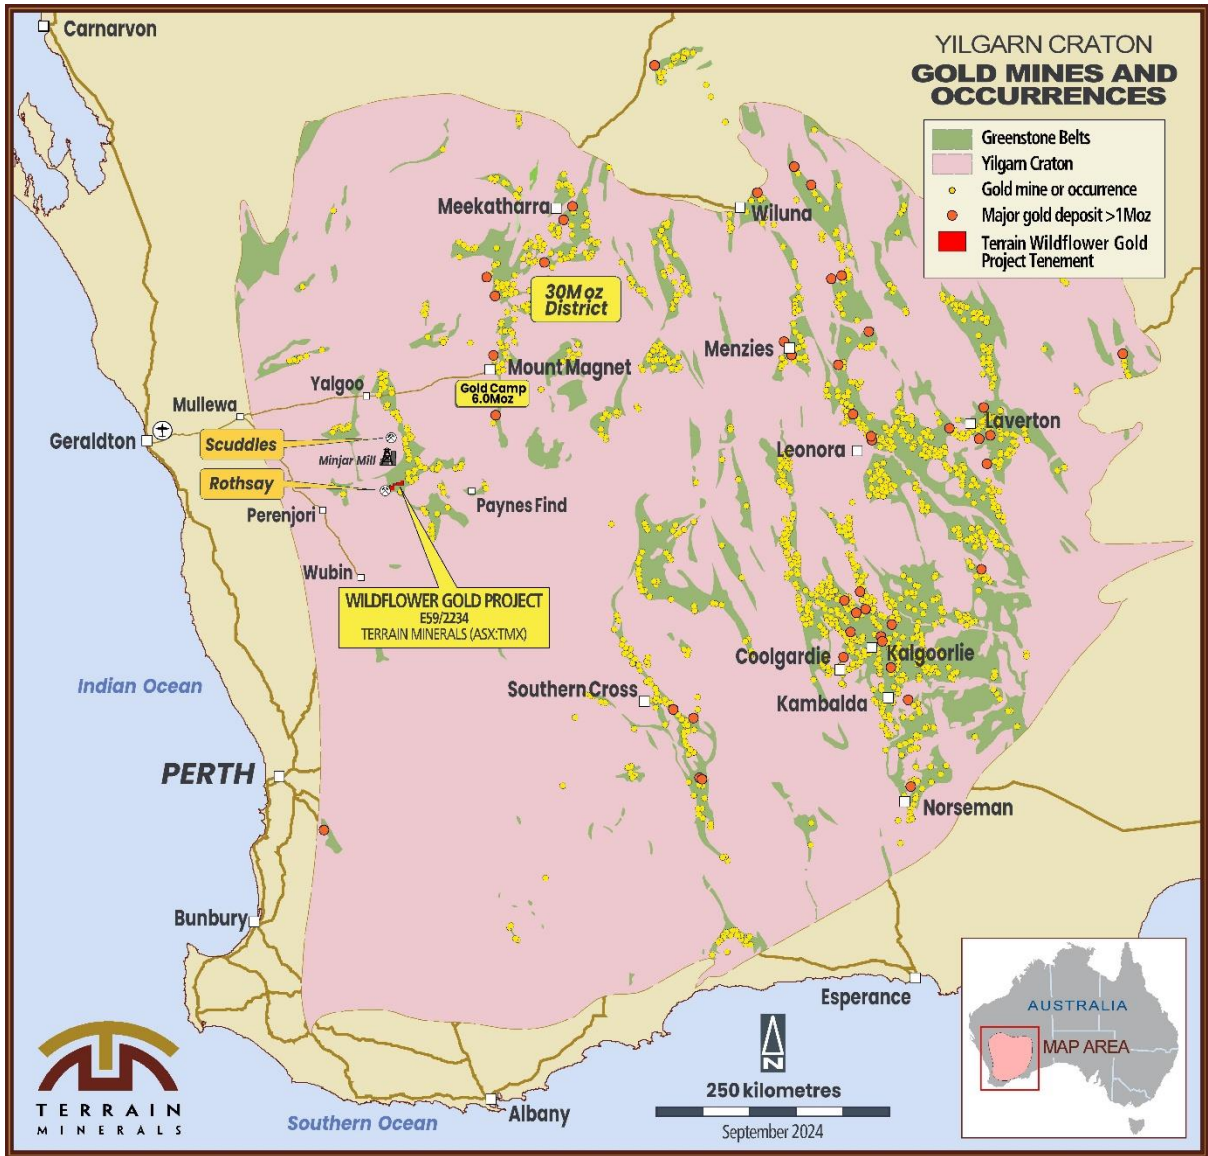 Carnarvon
YILGARN CRATON
GOLD MINES AND
OCCURRENCES
Greenstone Belts
Yilgarn Craton
Gold mine or occurrence
Major gold deposit >1Moz
Terrain Wildflower Gold
Project Tenement
Meekatharra
Wiluna
30M oz
District
Menzies
Mount Magnet
Yalgoo
Gold Camp
6.0Moz
Mullewa
Geraldton
Laverton
Scuddles
Leonora
Minjar Mill
Rothsay
Paynes Find
Perenjori
Wubin
WILDFLOWER GOLD PROJECT
E59/2234
TERRAIN MINERALS (ASX:TMX)
Coolgardie
Kalgoorlie
Indian Ocean
Southern Cross
Kambalda
PERTH
Norseman
Bunbury
Esperance
AUSTRALIA
MAP AREA
N
250 kilometres
September 2024
TERRAIN
MINERALS
Southern Ocean
Albany